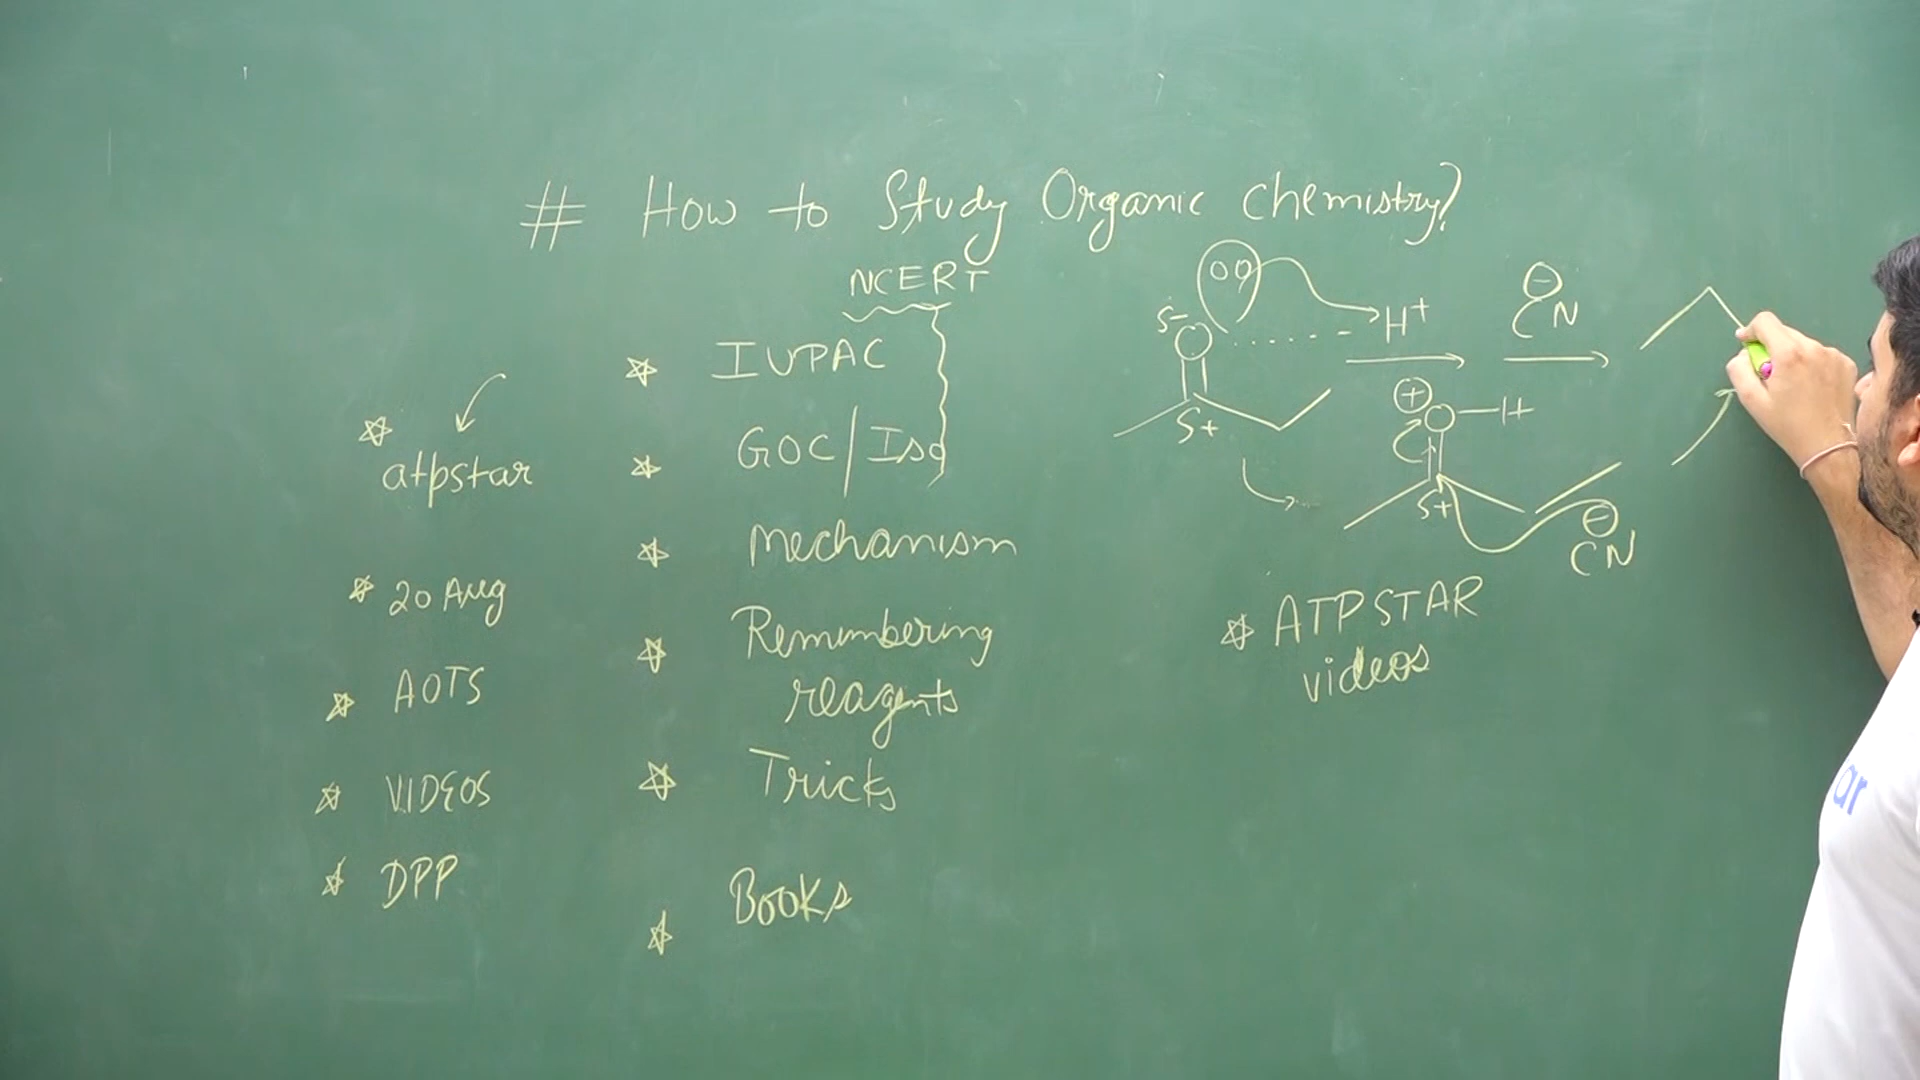 # How to Study Organic Chemistry?
NCERT
☆ IUPAC
☆ GOC/Iso
☆ Mechanism
☆ Remembering
reagents
☆ Tricks
☆ Books
☆ atpstar
☆ 20 Aug
☆ AOTS
☆ VIDEOS
☆ DPP
S- O H+
S+
⊖
CN
⊕ O-H
S+
⊖
CN
☆ ATPSTAR
videos
ar